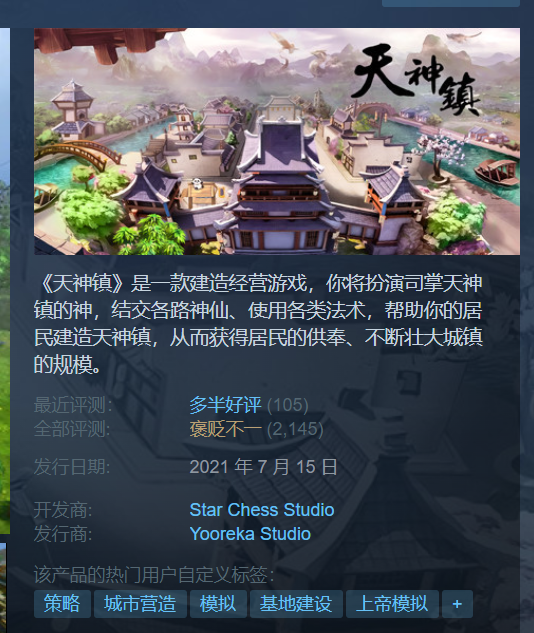 天神鎮
《天神镇》是一款建造经营游戏，你将扮演司掌天神
镇的神，结交各路神仙、使用各类法术，帮助你的居
民建造天神镇，从而获得居民的供奉、不断壮大城镇
的规模。
最近评测： 多半好评 (105)
全部评测： 褒贬不一 (2,145)
发行日期： 2021 年 7 月 15 日
开发商： Star Chess Studio
发行商： Yooreka Studio
该产品的热门用户自定义标签：
策略 城市营造 模拟 基地建设 上帝模拟 +